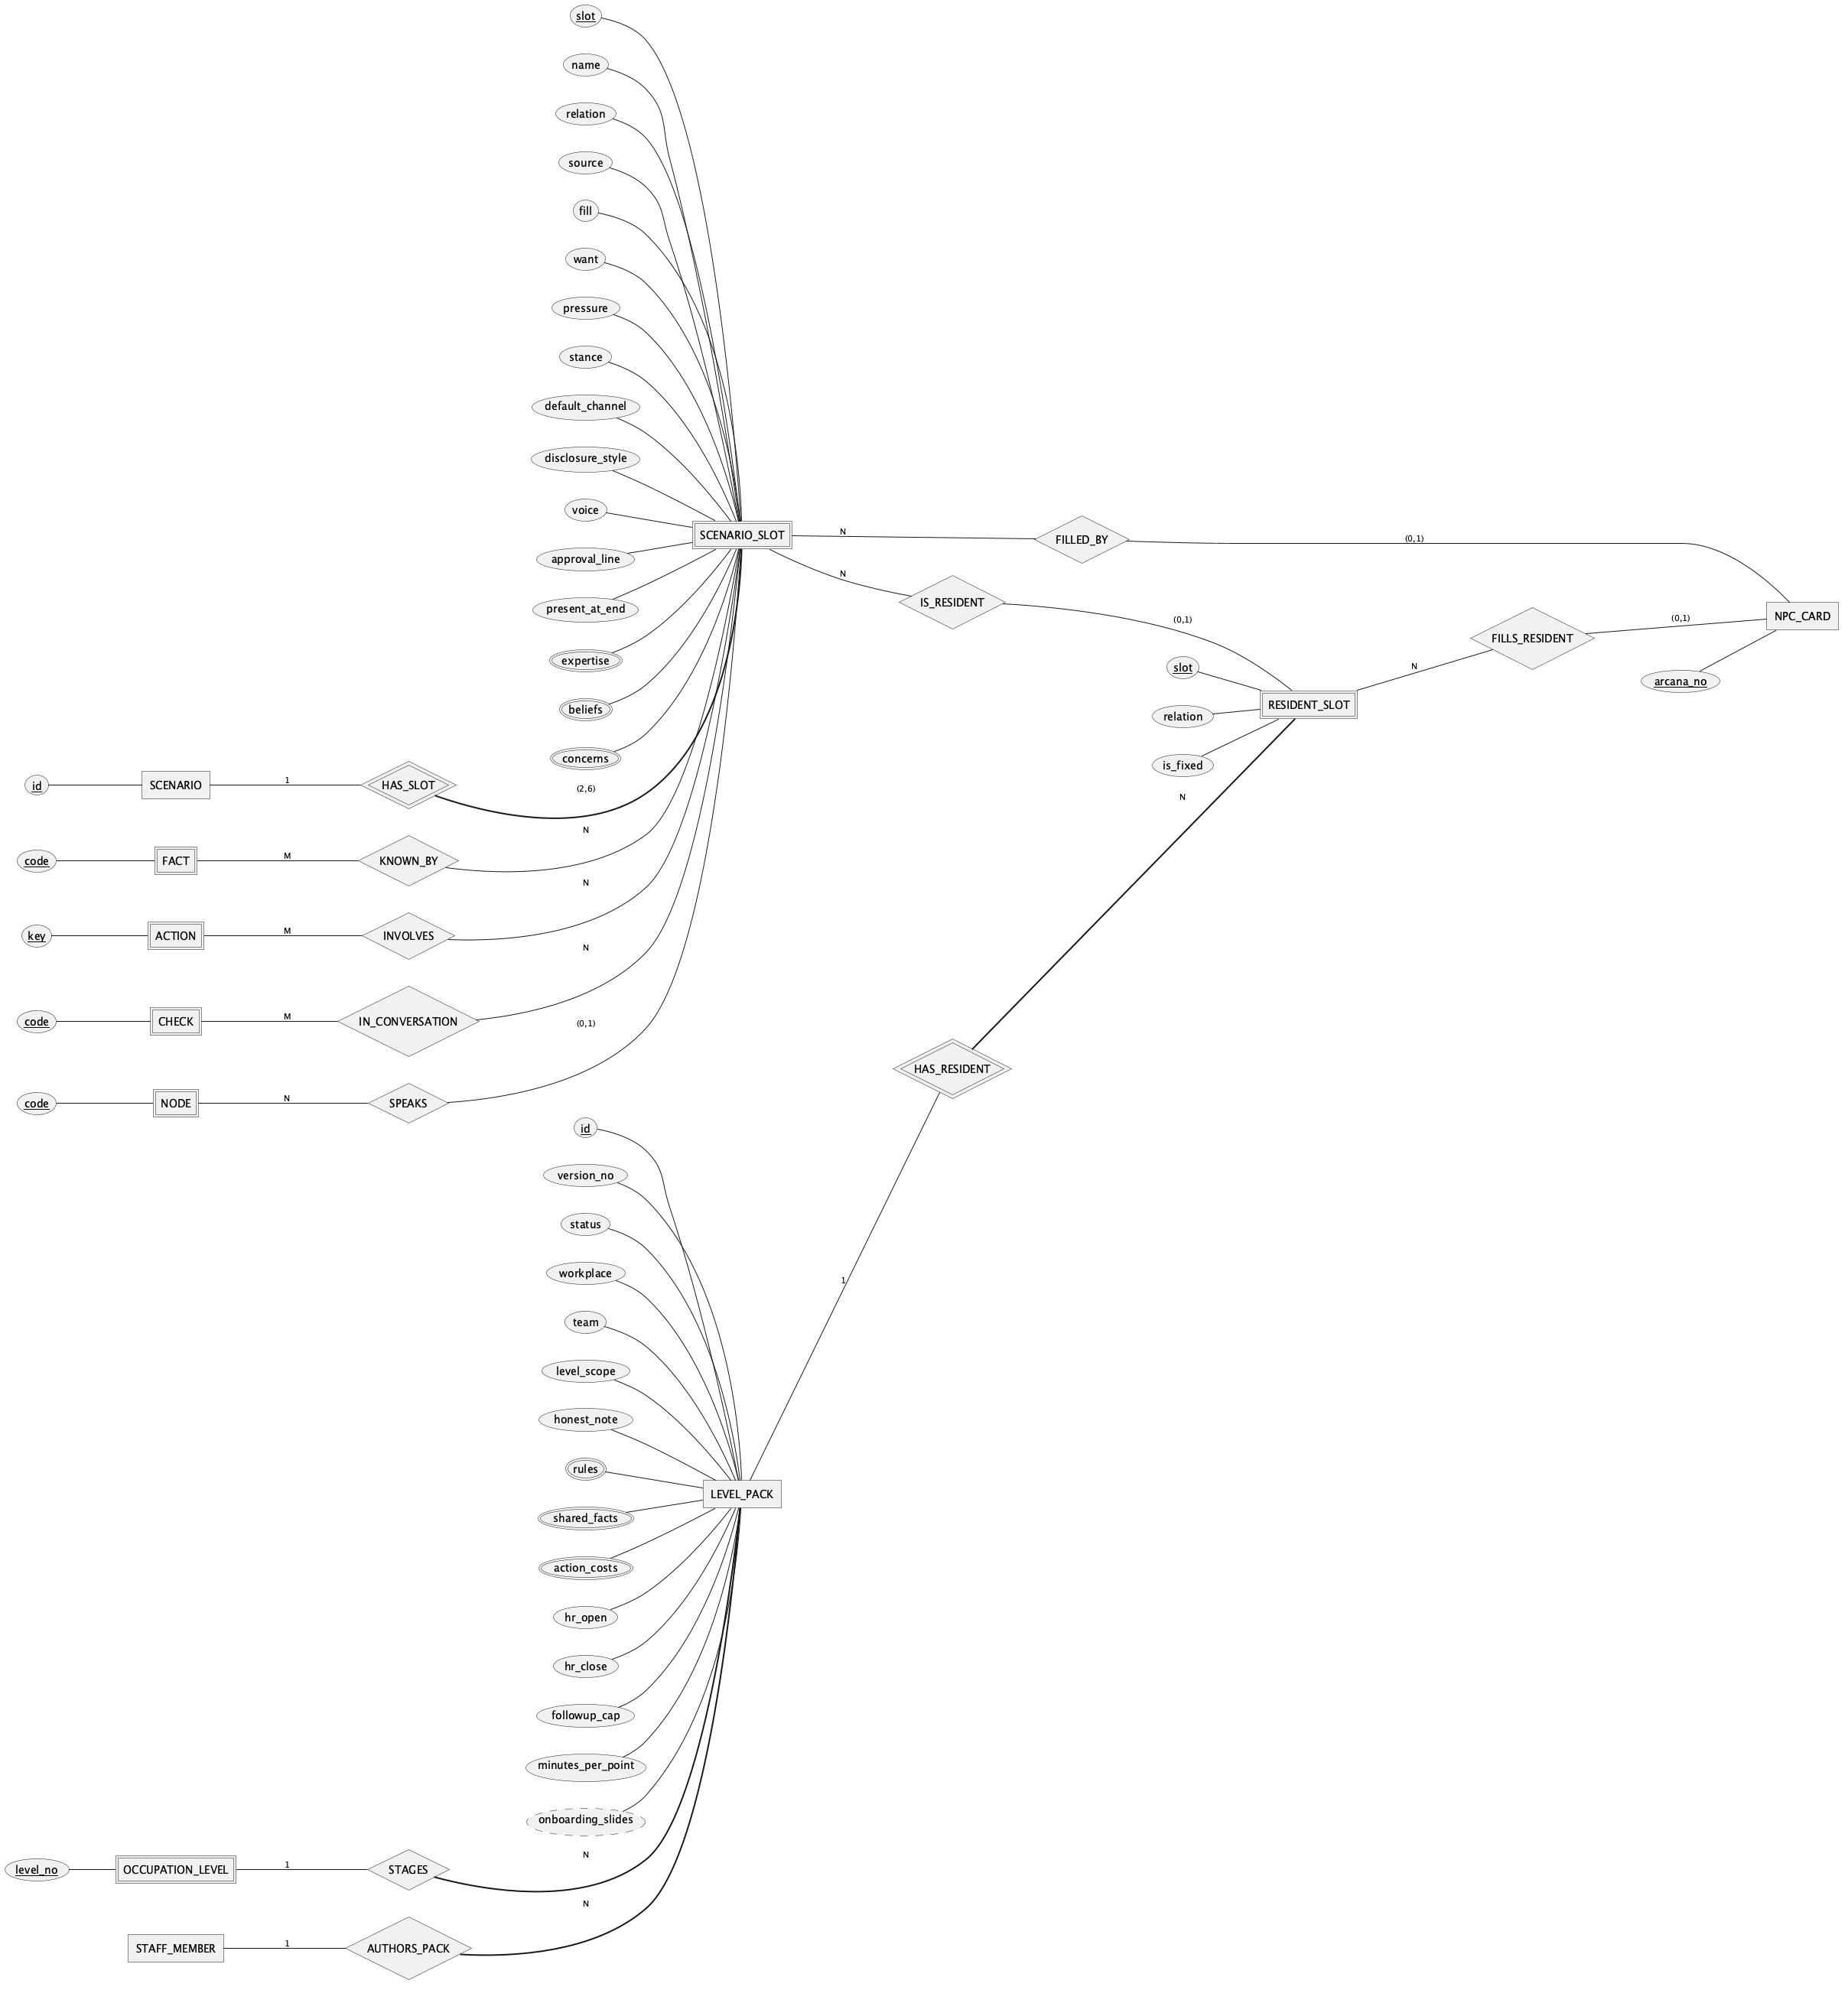 slot
name
relation
source
fill
want
pressure
stance
default_channel
disclosure_style
voice
SCENARIO_SLOT
N
FILLED_BY
(0,1)
approval_line
N
present_at_end
IS_RESIDENT
(0,1)
NPC_CARD
(0,1)
FILLS_RESIDENT
expertise
slot
N
arcana_no
beliefs
relation
RESIDENT_SLOT
concerns
is_fixed
id
SCENARIO
1
HAS_SLOT
(2,6)
N
N
code
FACT
M
KNOWN_BY
N
key
ACTION
M
INVOLVES
N
code
CHECK
M
IN_CONVERSATION
(0,1)
HAS_RESIDENT
code
NODE
N
SPEAKS
id
version_no
status
workplace
1
team
level_scope
honest_note
rules
LEVEL_PACK
shared_facts
action_costs
hr_open
hr_close
followup_cap
minutes_per_point
onboarding_slides
N
level_no
OCCUPATION_LEVEL
1
STAGES
N
STAFF_MEMBER
1
AUTHORS_PACK